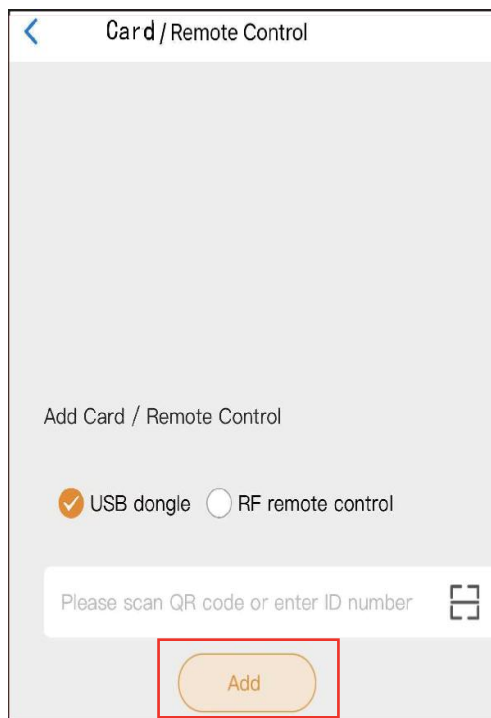 Card / Remote Control
Add Card / Remote Control
USB dongle RF remote control
Please scan QR code or enter ID number
Add